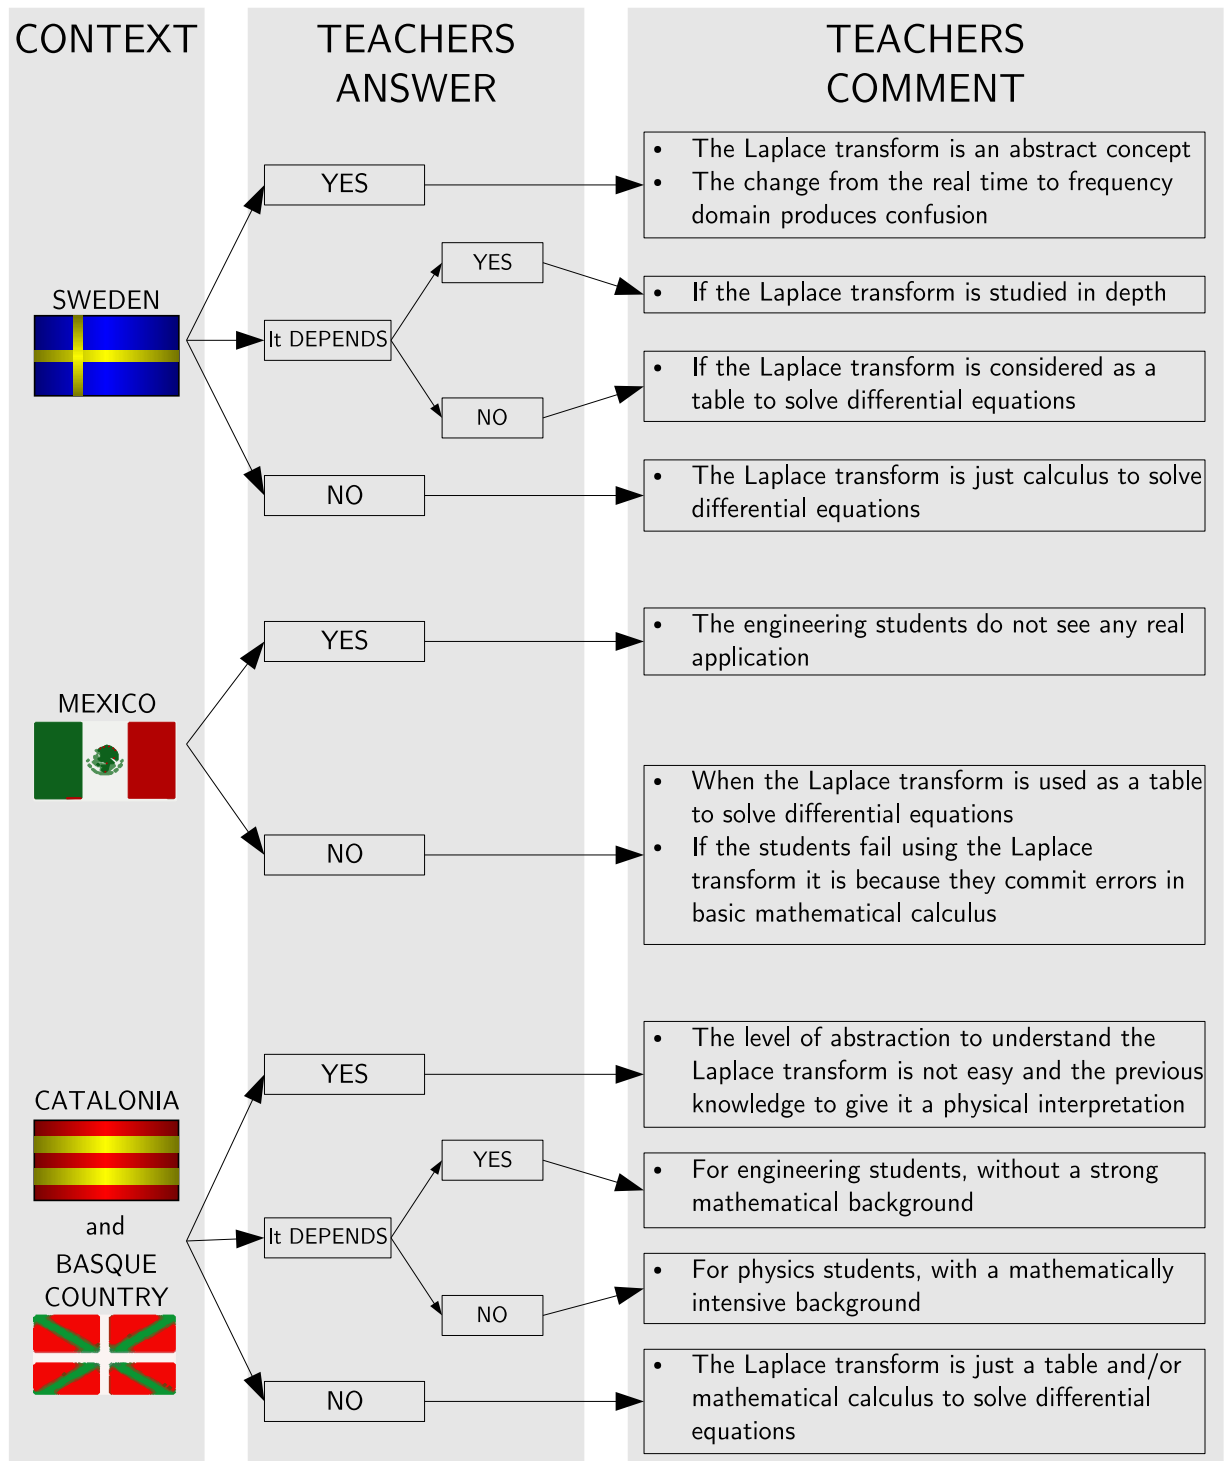 CONTEXT
TEACHERS
ANSWER
TEACHERS
COMMENT
SWEDEN
YES
• The Laplace transform is an abstract concept
• The change from the real time to frequency
domain produces confusion
It DEPENDS
YES
• If the Laplace transform is studied in depth
NO
• If the Laplace transform is considered as a
table to solve differential equations
NO
• The Laplace transform is just calculus to solve
differential equations
MEXICO
YES
• The engineering students do not see any real
application
NO
• When the Laplace transform is used as a table
to solve differential equations
• If the students fail using the Laplace
transform it is because they commit errors in
basic mathematical calculus
CATALONIA
and
BASQUE
COUNTRY
YES
• The level of abstraction to understand the
Laplace transform is not easy and the previous
knowledge to give it a physical interpretation
It DEPENDS
YES
• For engineering students, without a strong
mathematical background
NO
• For physics students, with a mathematically
intensive background
NO
• The Laplace transform is just a table and/or
mathematical calculus to solve differential
equations